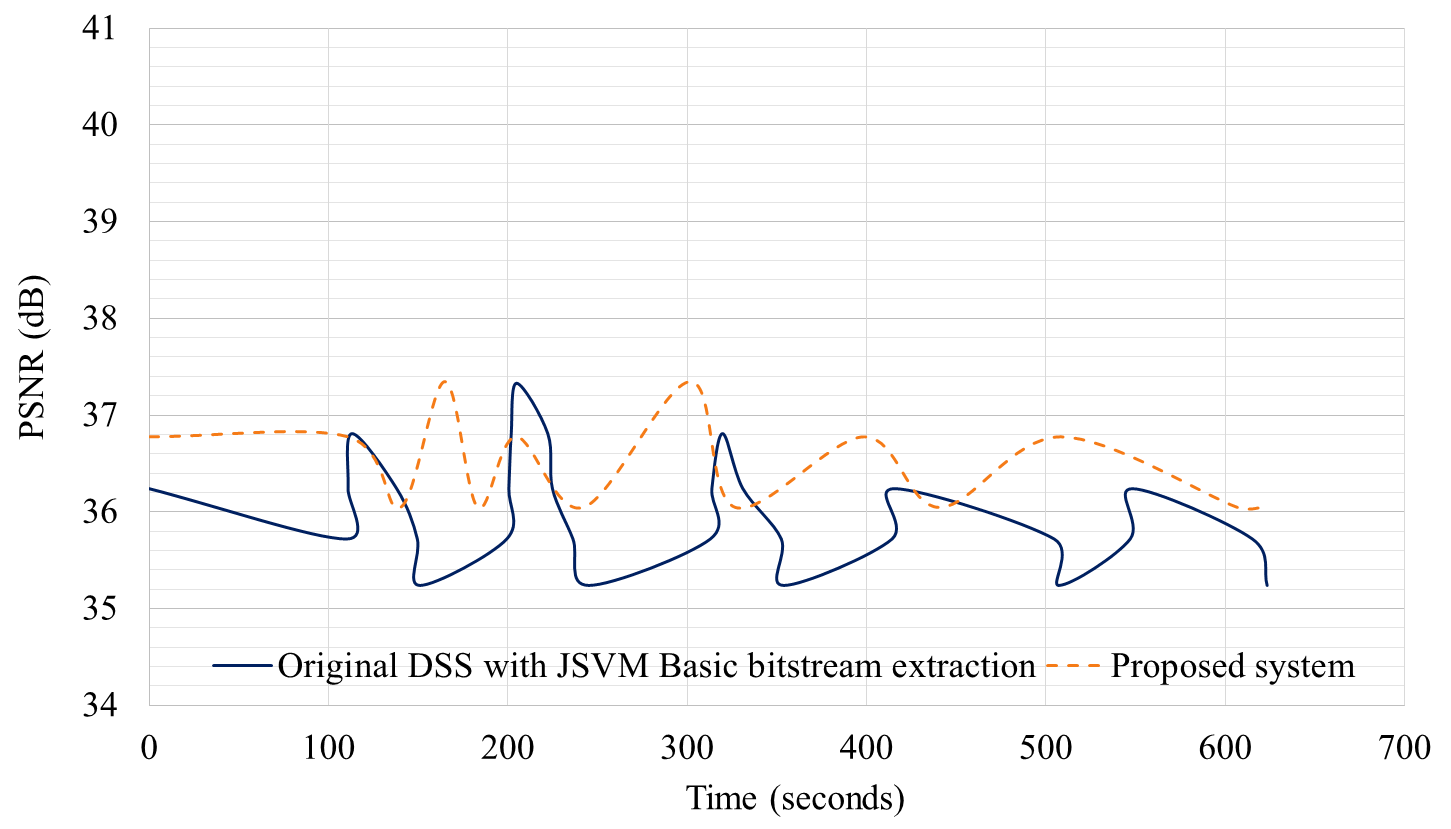 41
40
39
38
37
36
35
34
PSNR (dB)
Original DSS with JSVM Basic bitstream extraction Proposed system
0 100 200 300 400 500 600 700
Time (seconds)